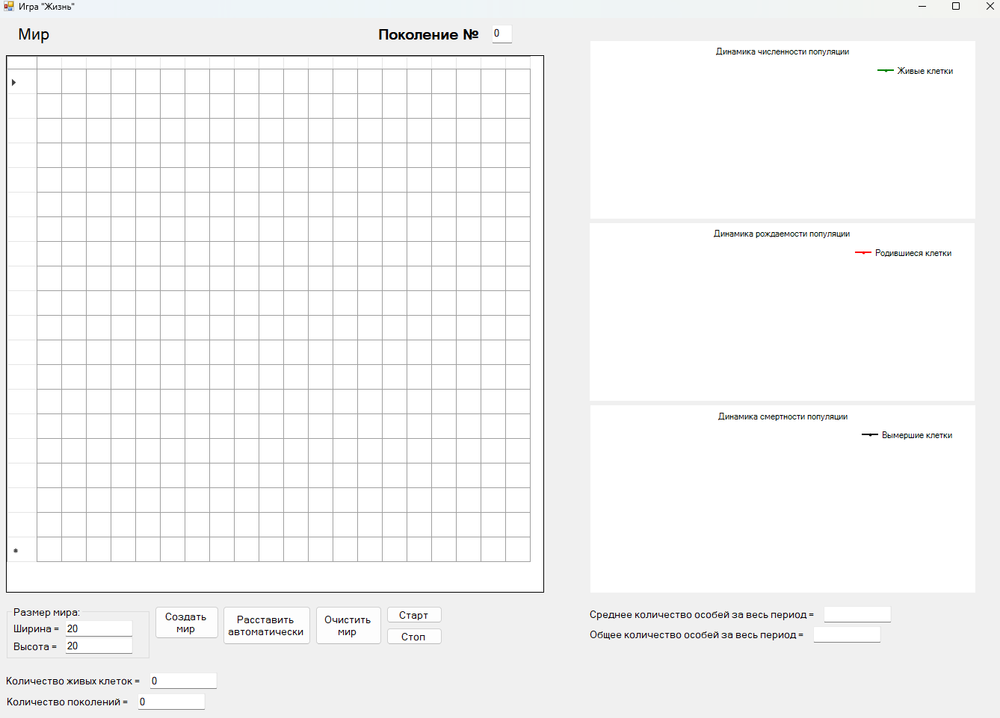 Игра "Жизнь"
Мир
Поколение № 0
Динамика численности популяции
Живые клетки
Динамика рождаемости популяции
Родившиеся клетки
Динамика смертности популяции
Вымершие клетки
Размер мира:
Ширина = 20
Высота = 20
Создать
мир
Расставить
автоматически
Очистить
мир
Старт
Стоп
Количество живых клеток = 0
Количество поколений = 0
Среднее количество особей за весь период =
Общее количество особей за весь период =